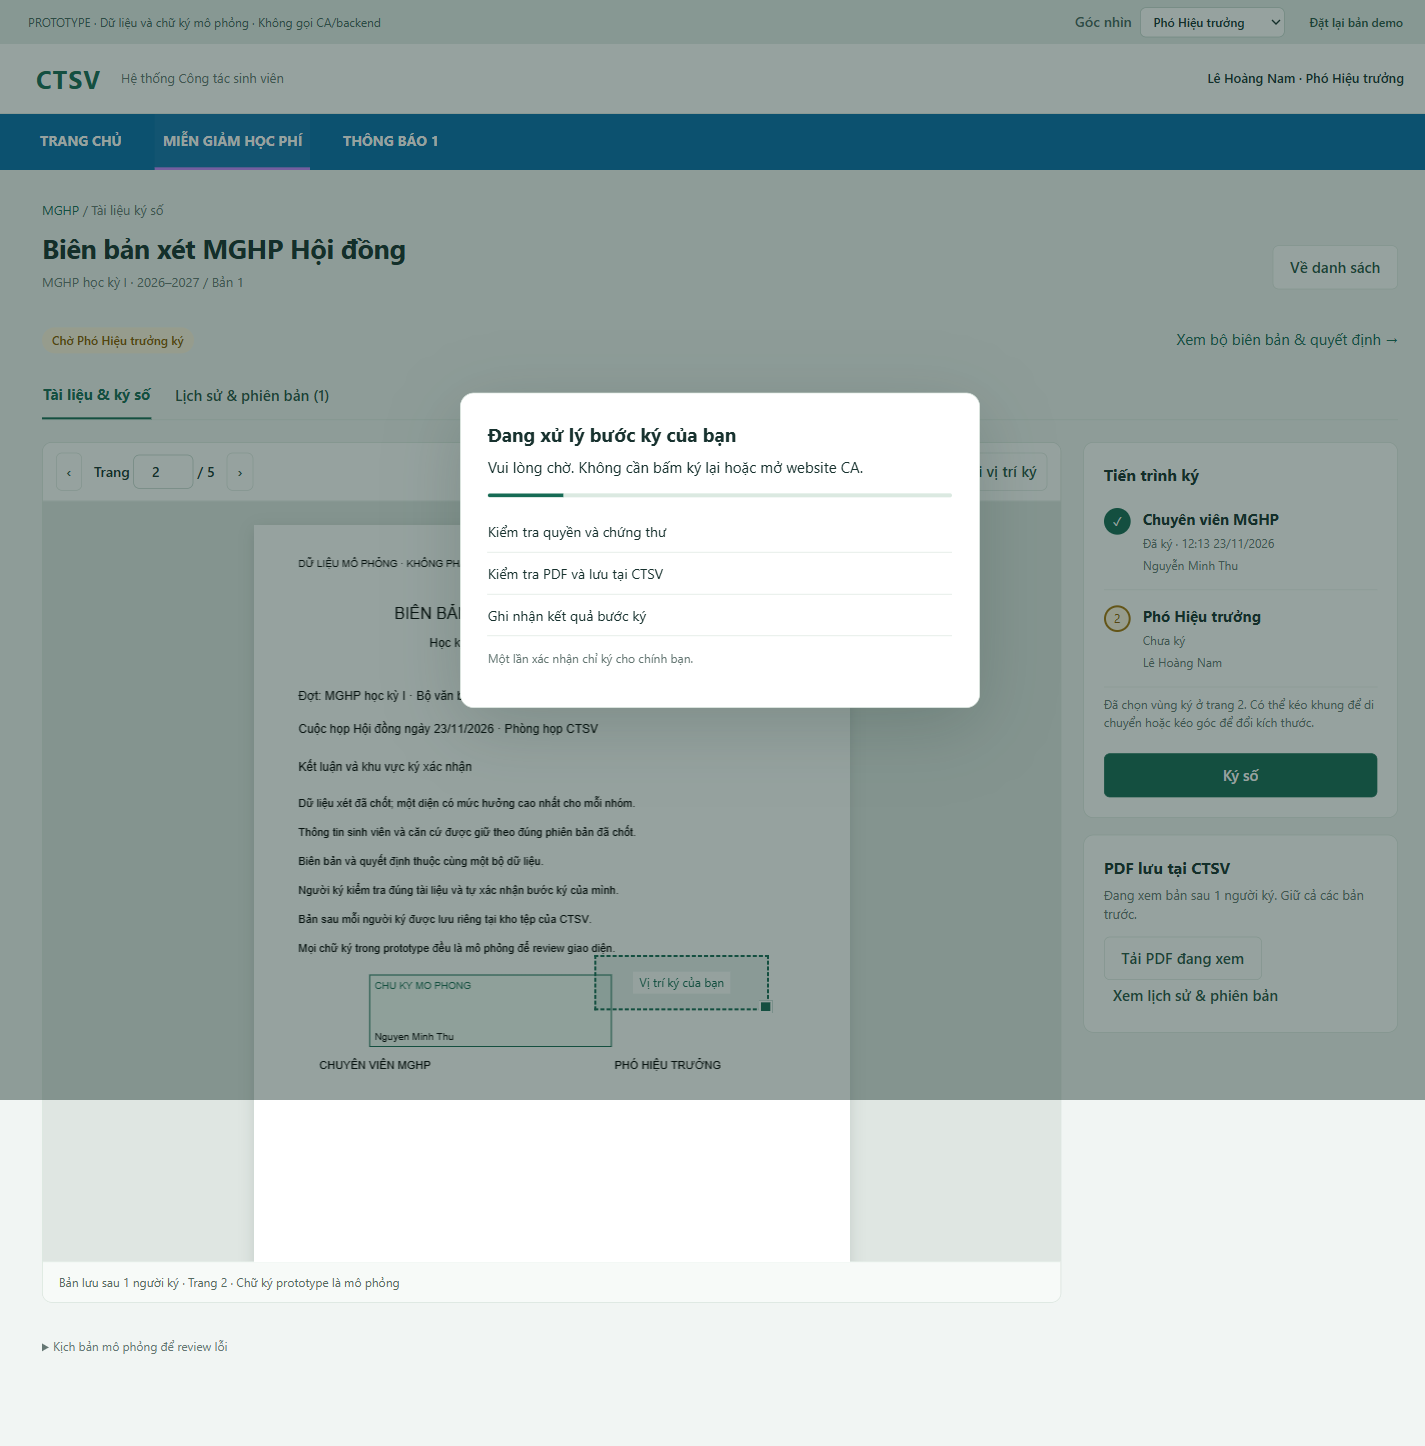 PROTOTYPE · Dữ liệu và chữ ký mô phỏng · Không gọi CA/backend
Góc nhìn
Phó Hiệu trưởng
Đặt lại bản demo
CTSV
Hệ thống Công tác sinh viên
Lê Hoàng Nam · Phó Hiệu trưởng
TRANG CHỦ
MIỄN GIẢM HỌC PHÍ
THÔNG BÁO 1
MGHP / Tài liệu ký số
Biên bản xét MGHP Hội đồng
MGHP học kỳ I · 2026–2027 / Bản 1
Về danh sách
Chờ Phó Hiệu trưởng ký
Xem bộ biên bản & quyết định →
Tài liệu & ký số
Lịch sử & phiên bản (1)
‹ Trang 2 / 5 ›
vị trí ký
DỮ LIỆU MÔ PHỎNG · KHÔNG
BIÊN
Học
Đợt: MGHP học kỳ I · Bộ văn
Cuộc họp Hội đồng ngày 23/11/2026 · Phòng họp CTSV
Kết luận và khu vực ký xác nhận
Dữ liệu xét đã chốt; một diện có mức hưởng cao nhất cho mỗi nhóm.
Thông tin sinh viên và căn cứ được giữ theo đúng phiên bản đã chốt.
Biên bản và quyết định thuộc cùng một bộ dữ liệu.
Người ký kiểm tra đúng tài liệu và tự xác nhận bước ký của mình.
Bản sau mỗi người ký được lưu riêng tại kho tệp của CTSV.
Mọi chữ ký trong prototype đều là mô phỏng để review giao diện.
CHU KY MO PHONG
Nguyen Minh Thu
Vị trí ký của bạn
CHUYÊN VIÊN MGHP
PHÓ HIỆU TRƯỞNG
Đang xử lý bước ký của bạn
Vui lòng chờ. Không cần bấm ký lại hoặc mở website CA.
Kiểm tra quyền và chứng thư
Kiểm tra PDF và lưu tại CTSV
Ghi nhận kết quả bước ký
Một lần xác nhận chỉ ký cho chính bạn.
Tiến trình ký
✓ Chuyên viên MGHP
Đã ký · 12:13 23/11/2026
Nguyễn Minh Thu
2 Phó Hiệu trưởng
Chưa ký
Lê Hoàng Nam
Đã chọn vùng ký ở trang 2. Có thể kéo khung để di
chuyển hoặc kéo góc để đổi kích thước.
Ký số
PDF lưu tại CTSV
Đang xem bản sau 1 người ký. Giữ cả các bản
trước.
Tải PDF đang xem
Xem lịch sử & phiên bản
Bản lưu sau 1 người ký · Trang 2 · Chữ ký prototype là mô phỏng
▶ Kịch bản mô phỏng để review lỗi